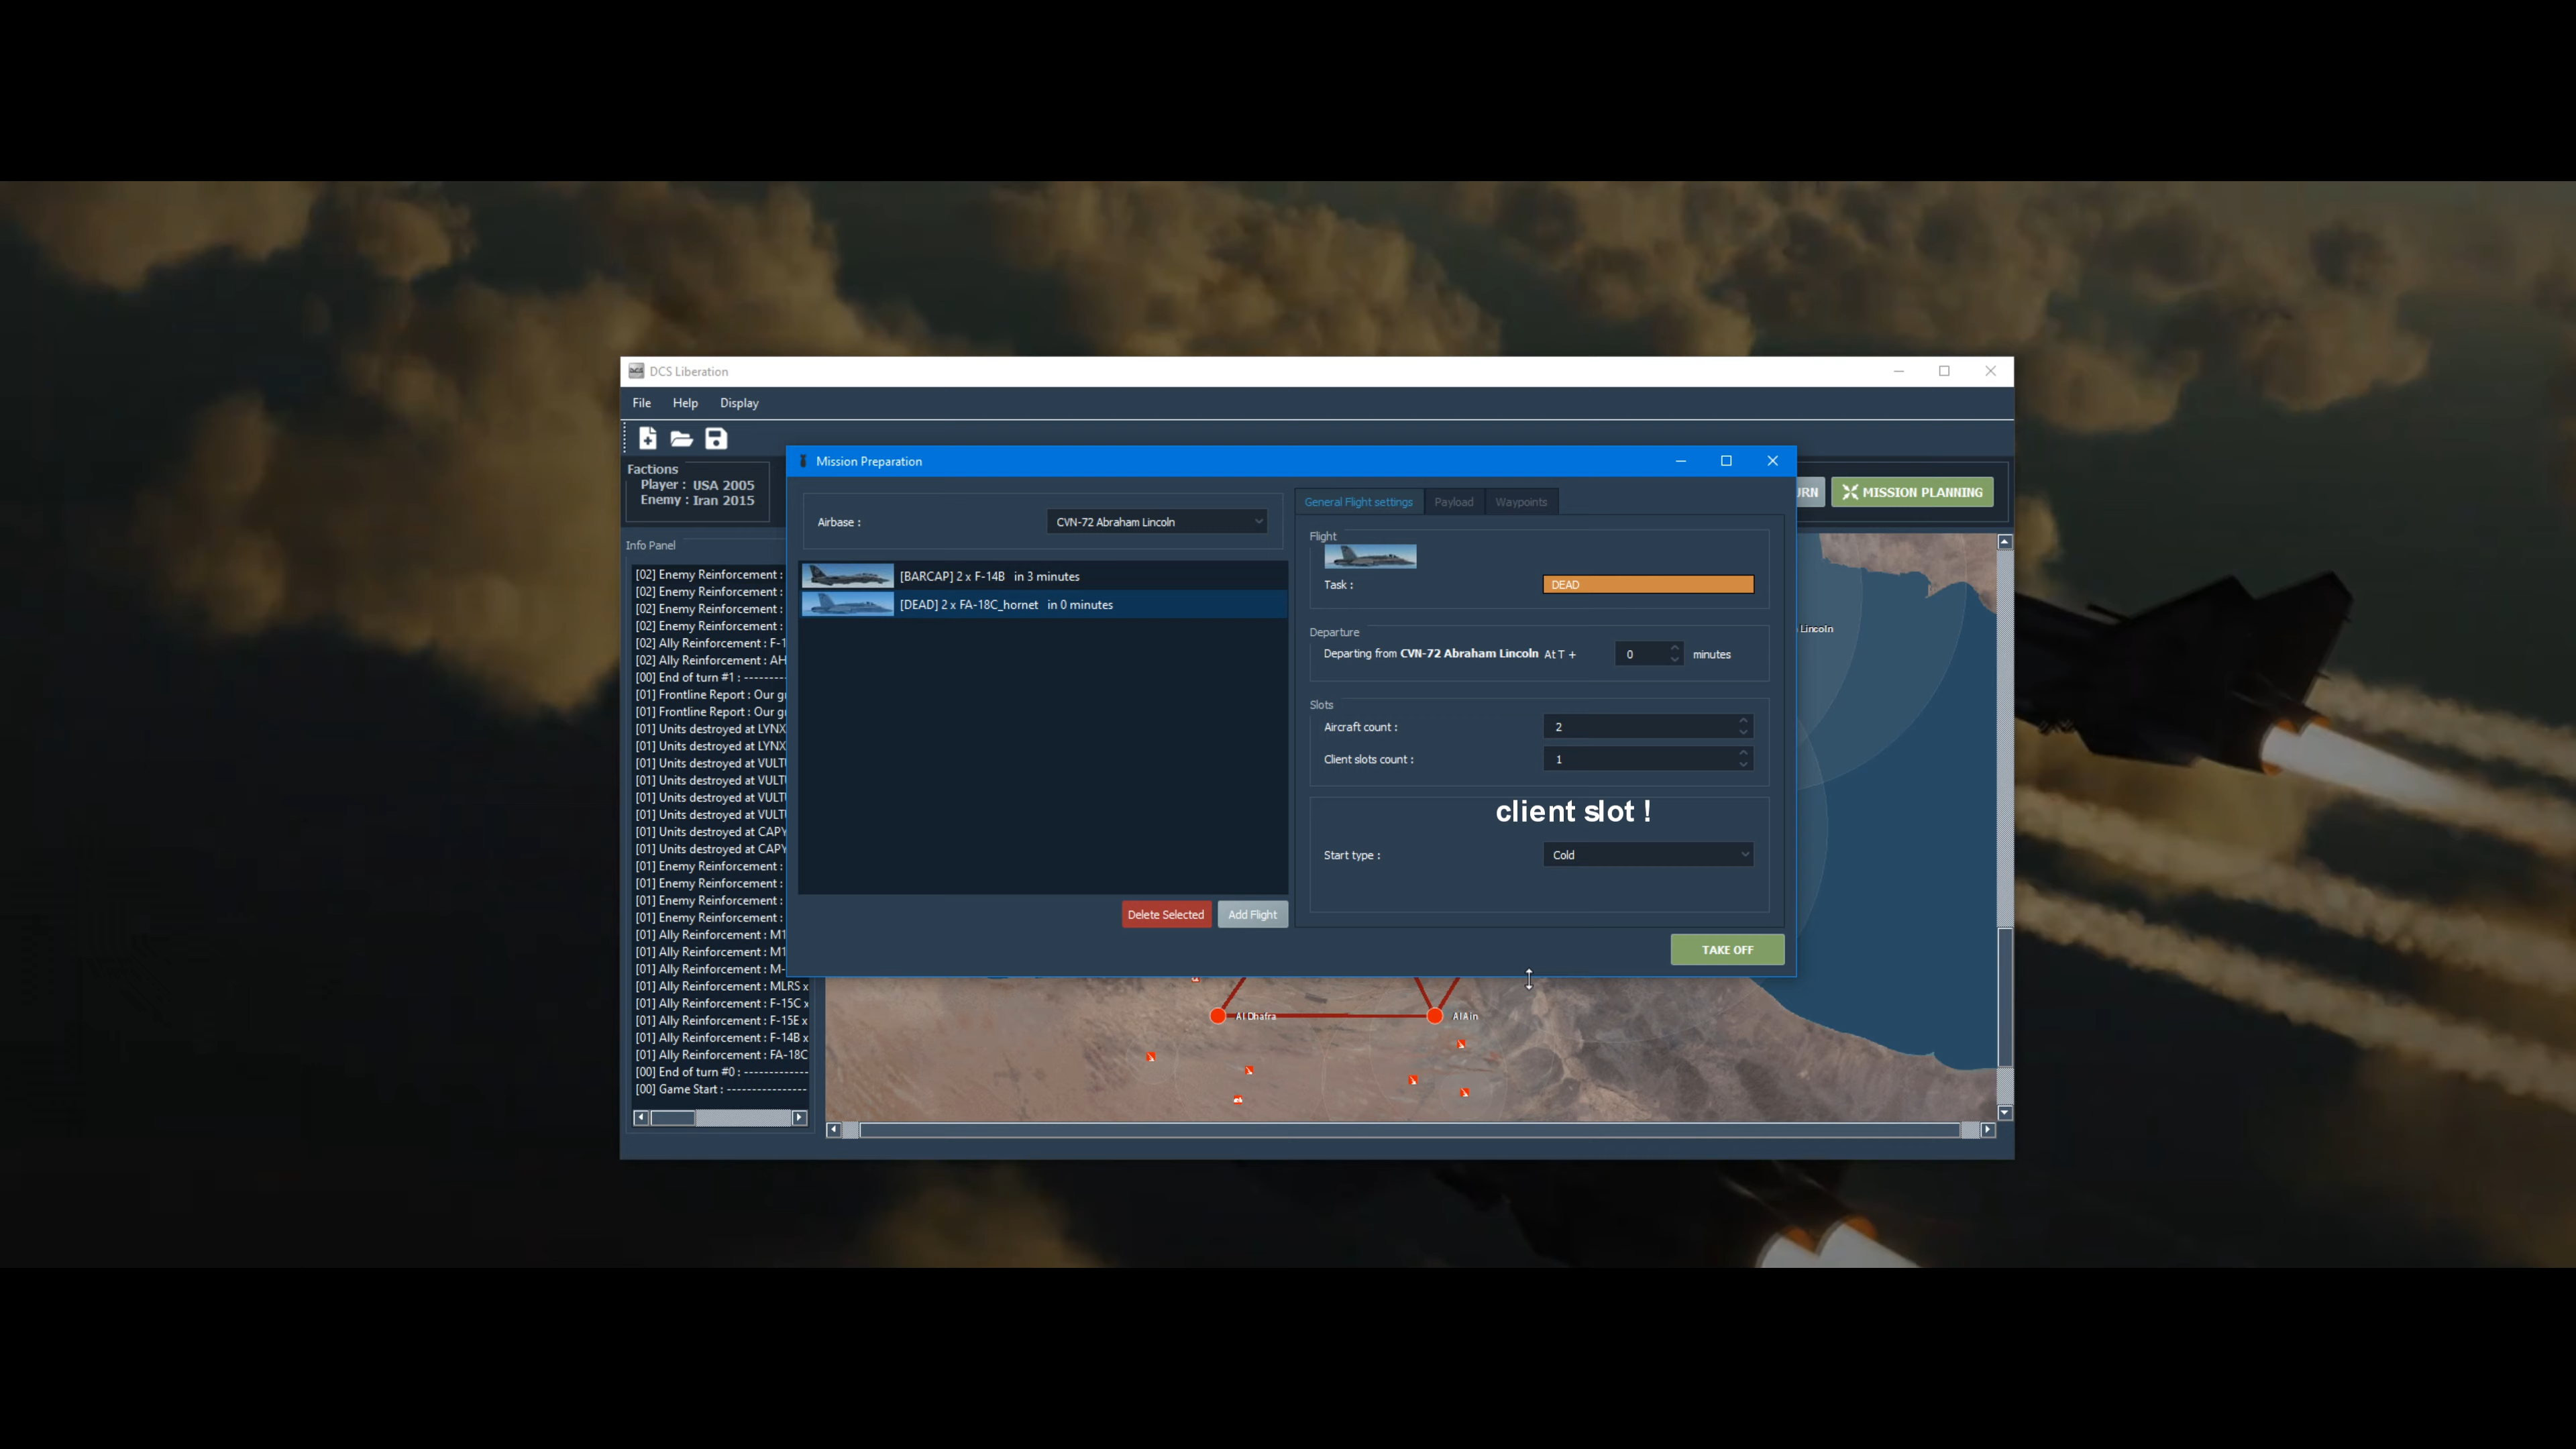 DCS Liberation
File Help Display
Factions
Player : USA 2005
Enemy : Iran 2015
MISSION PLANNING
Info Panel
[02] Enemy Reinforcement :
[02] Enemy Reinforcement :
[02] Enemy Reinforcement :
[02] Enemy Reinforcement :
[02] Ally Reinforcement : F-1
[02] Ally Reinforcement : AH
[00] End of turn #1 : --------
[01] Frontline Report : Our g
[01] Frontline Report : Our g
[01] Units destroyed at LYNX
[01] Units destroyed at LYNX
[01] Units destroyed at VULT
[01] Units destroyed at VULT
[01] Units destroyed at VULT
[01] Units destroyed at VULT
[01] Units destroyed at CAPY
[01] Units destroyed at CAPY
[01] Enemy Reinforcement :
[01] Enemy Reinforcement :
[01] Enemy Reinforcement :
[01] Enemy Reinforcement :
[01] Ally Reinforcement : M1
[01] Ally Reinforcement : M1
[01] Ally Reinforcement : M-
[01] Ally Reinforcement : MLRS x
[01] Ally Reinforcement : F-15C x
[01] Ally Reinforcement : F-15E x
[01] Ally Reinforcement : F-14B x
[01] Ally Reinforcement : FA-18C
[00] End of turn #0 : -------------
[00] Game Start : ----------------
Mission Preparation
Airbase : CVN-72 Abraham Lincoln
[BARCAP] 2 x F-14B in 3 minutes
[DEAD] 2 x FA-18C_hornet in 0 minutes
Delete Selected Add Flight
General Flight settings Payload Waypoints
Flight
Task : DEAD
Departure
Departing from CVN-72 Abraham Lincoln At T + 0 minutes
Slots
Aircraft count : 2
Client slots count : 1
client slot !
Start type : Cold
TAKE OFF
Lincoln
Al Dhafra
Al Ain